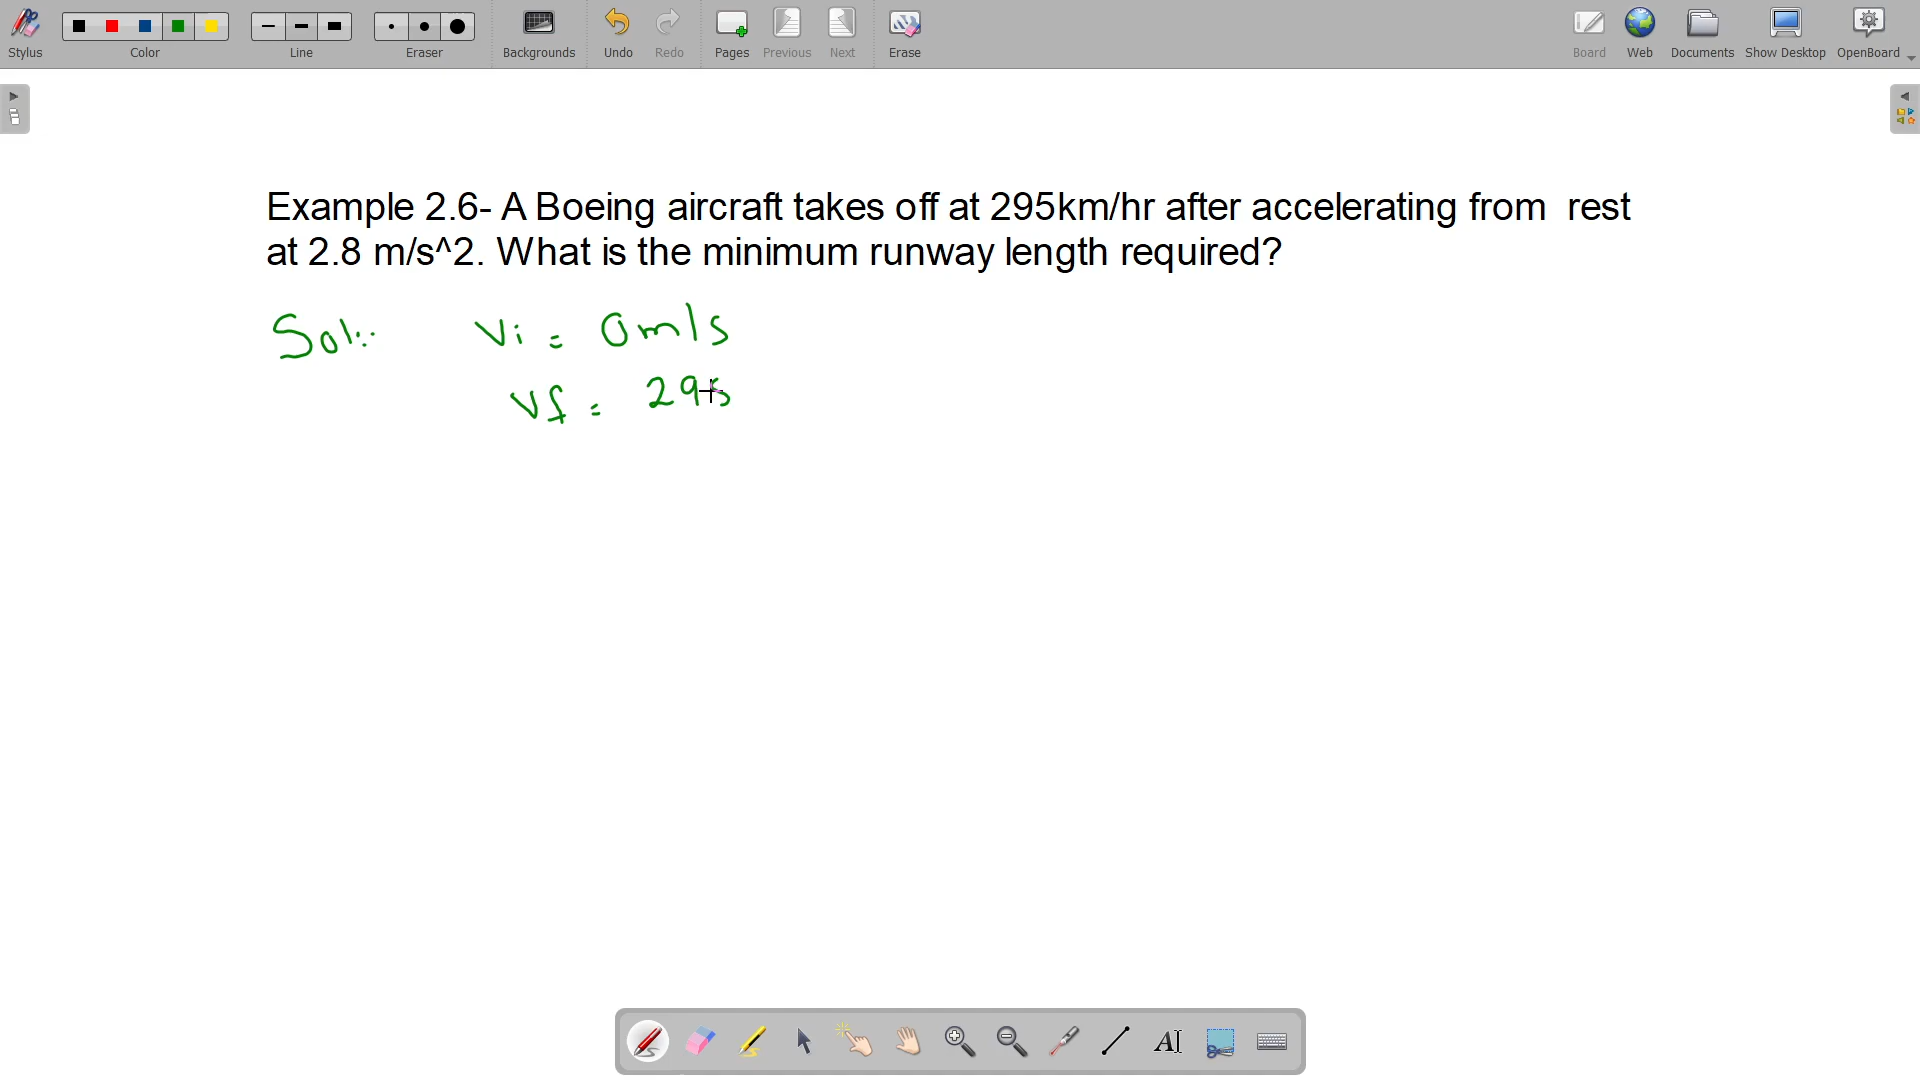 Stylus Color Line Eraser Backgrounds Undo Redo Pages Previous Next Erase Board Web Documents Show Desktop OpenBoard
Example 2.6- A Boeing aircraft takes off at 295km/hr after accelerating from rest
at 2.8 m/s^2. What is the minimum runway length required?
Sol:. Vi = 0m/s
Vf = 295
AI